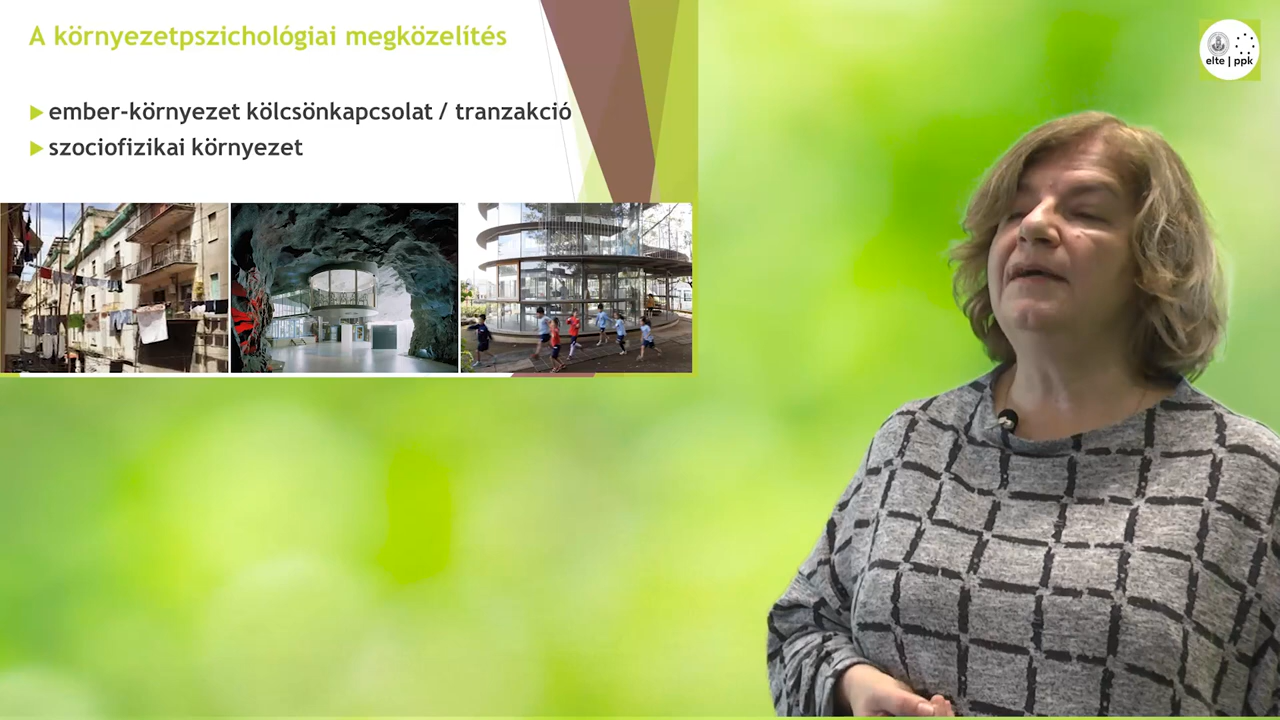 A környezetpszichológiai megközelítés
ember-környezet kölcsönkapcsolat / tranzakció
szociofizikai környezet
elte | ppk